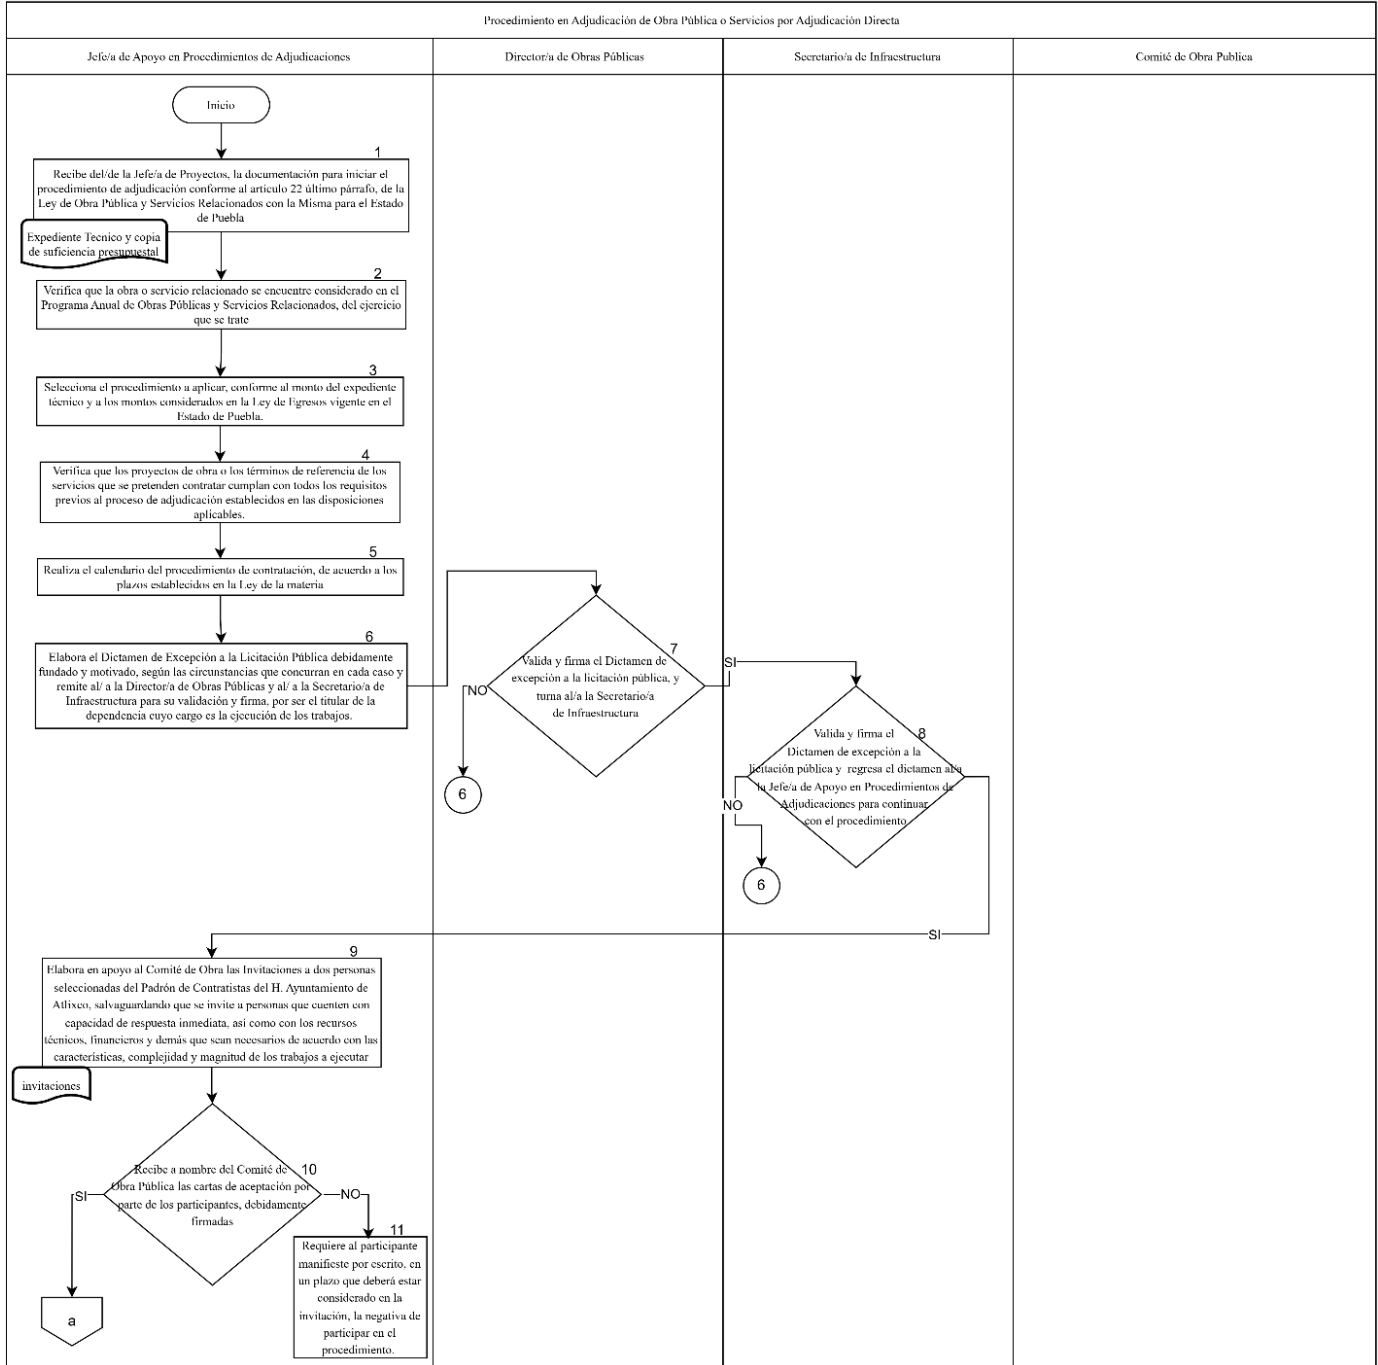 Procedimiento en Adjudicación de Obra Pública o Servicios por Adjudicación Directa
Jefe/a de Apoyo en Procedimientos de Adjudicaciones
Director/a de Obras Públicas
Secretario/a de Infraestructura
Comité de Obra Publica
Inicio
1
Recibe del/de la Jefe/a de Proyectos, la documentación para iniciar el
procedimiento de adjudicación conforme al artículo 22 último párrafo, de la
Ley de Obra Pública y Servicios Relacionados con la Misma para el Estado
de Puebla
Expediente Tecnico y copia
de suficiencia presupuestal
2
Verifica que la obra o servicio relacionado se encuentre considerado en el
Programa Anual de Obras Públicas y Servicios Relacionados, del ejercicio
que se trate
3
Selecciona el procedimiento a aplicar, conforme al monto del expediente
técnico y a los montos considerados en la Ley de Egresos vigente en el
Estado de Puebla.
4
Verifica que los proyectos de obra o los términos de referencia de los
servicios que se pretenden contratar cumplan con todos los requisitos
previos al proceso de adjudicación establecidos en las disposiciones
aplicables.
5
Realiza el calendario del procedimiento de contratación, de acuerdo a los
plazos establecidos en la Ley de la materia
6
Elabora el Dictamen de Excepción a la Licitación Pública debidamente
fundado y motivado, según las circunstancias que concurran en cada caso y
remite al/ a la Director/a de Obras Públicas y al/ a la Secretario/a de
Infraestructura para su validación y firma, por ser el titular de la
dependencia cuyo cargo es la ejecución de los trabajos.
7
Valida y firma el Dictamen de
excepción a la licitación pública, y
turna al/a la Secretario/a
de Infraestructura
NO
6
SI
8
Valida y firma el
Dictamen de excepción a la
licitación pública y regresa el dictamen al/a
la Jefe/a de Apoyo en Procedimientos de
Adjudicaciones para continuar
con el procedimiento
NO
6
SI
9
Elabora en apoyo al Comité de Obra las Invitaciones a dos personas
seleccionadas del Padrón de Contratistas del H. Ayuntamiento de
Atlixco, salvaguardando que se invite a personas que cuenten con
capacidad de respuesta inmediata, así como con los recursos
técnicos, financieros y demás que sean necesarios de acuerdo con las
características, complejidad y magnitud de los trabajos a ejecutar
invitaciones
10
Recibe a nombre del Comité de
Obra Pública las cartas de aceptación por
parte de los participantes, debidamente
firmadas
SI
NO
a
11
Requiere al participante
manifieste por escrito, en
un plazo que deberá estar
considerado en la
invitación, la negativa de
participar en el
procedimiento.